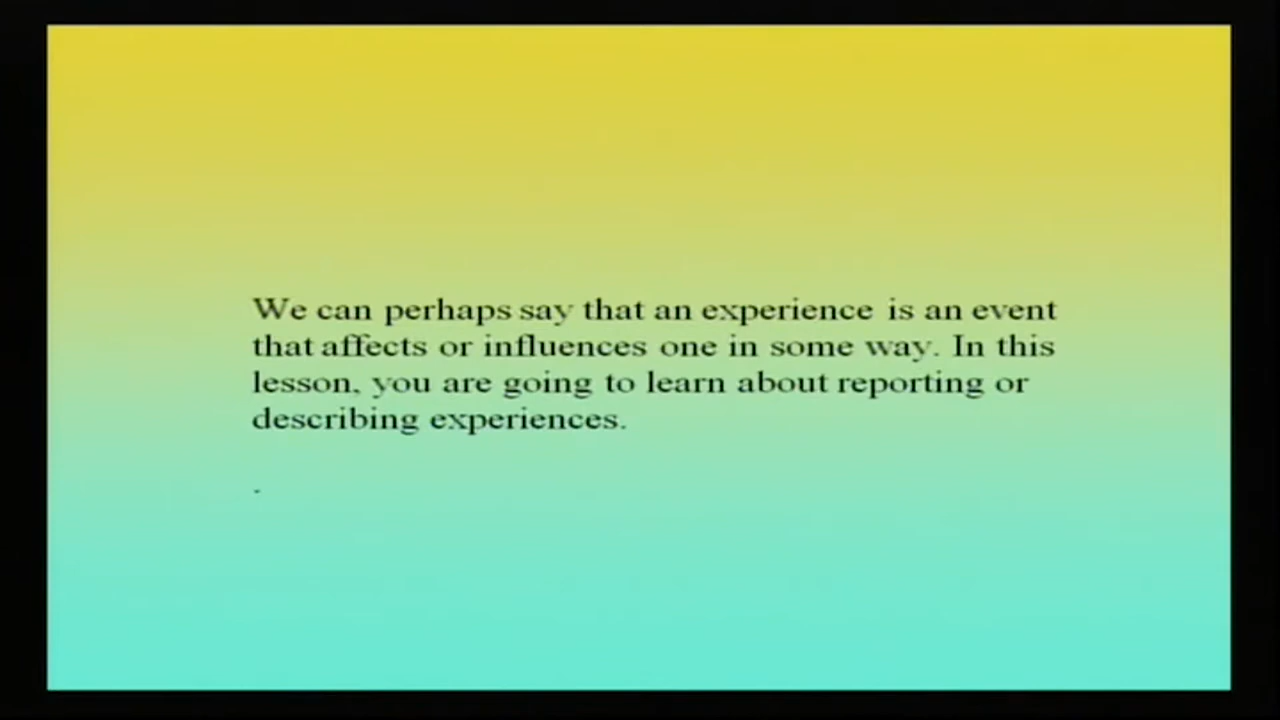 We can perhaps say that an experience is an event
that affects or influences one in some way. In this
lesson, you are going to learn about reporting or
describing experiences.
.